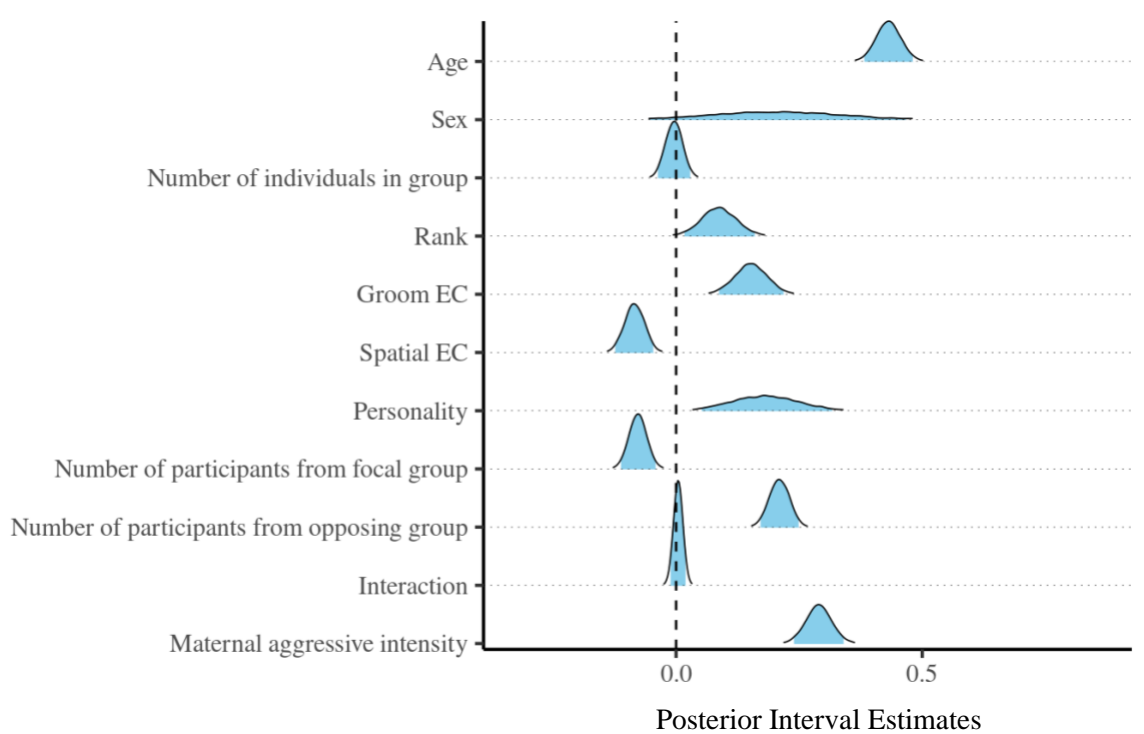 Age
Sex
Number of individuals in group
Rank
Groom EC
Spatial EC
Personality
Number of participants from focal group
Number of participants from opposing group
Interaction
Maternal aggressive intensity
0.0 0.5
Posterior Interval Estimates